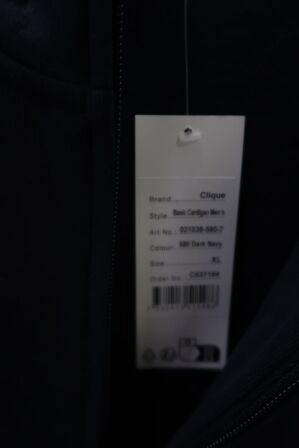 Brand Clique
Style Basic Cardigan Men's
Art No. 021038-580-7
Colour 580 Dark Navy
Size XL
Order No.